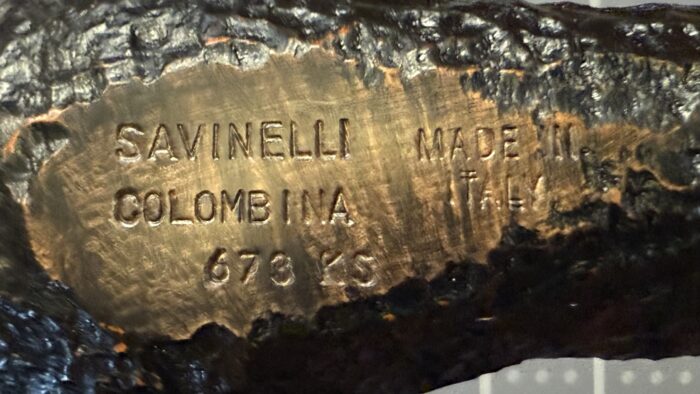 SAVINELLI
COLOMBINA
673 KS
MADE IN
ITALY